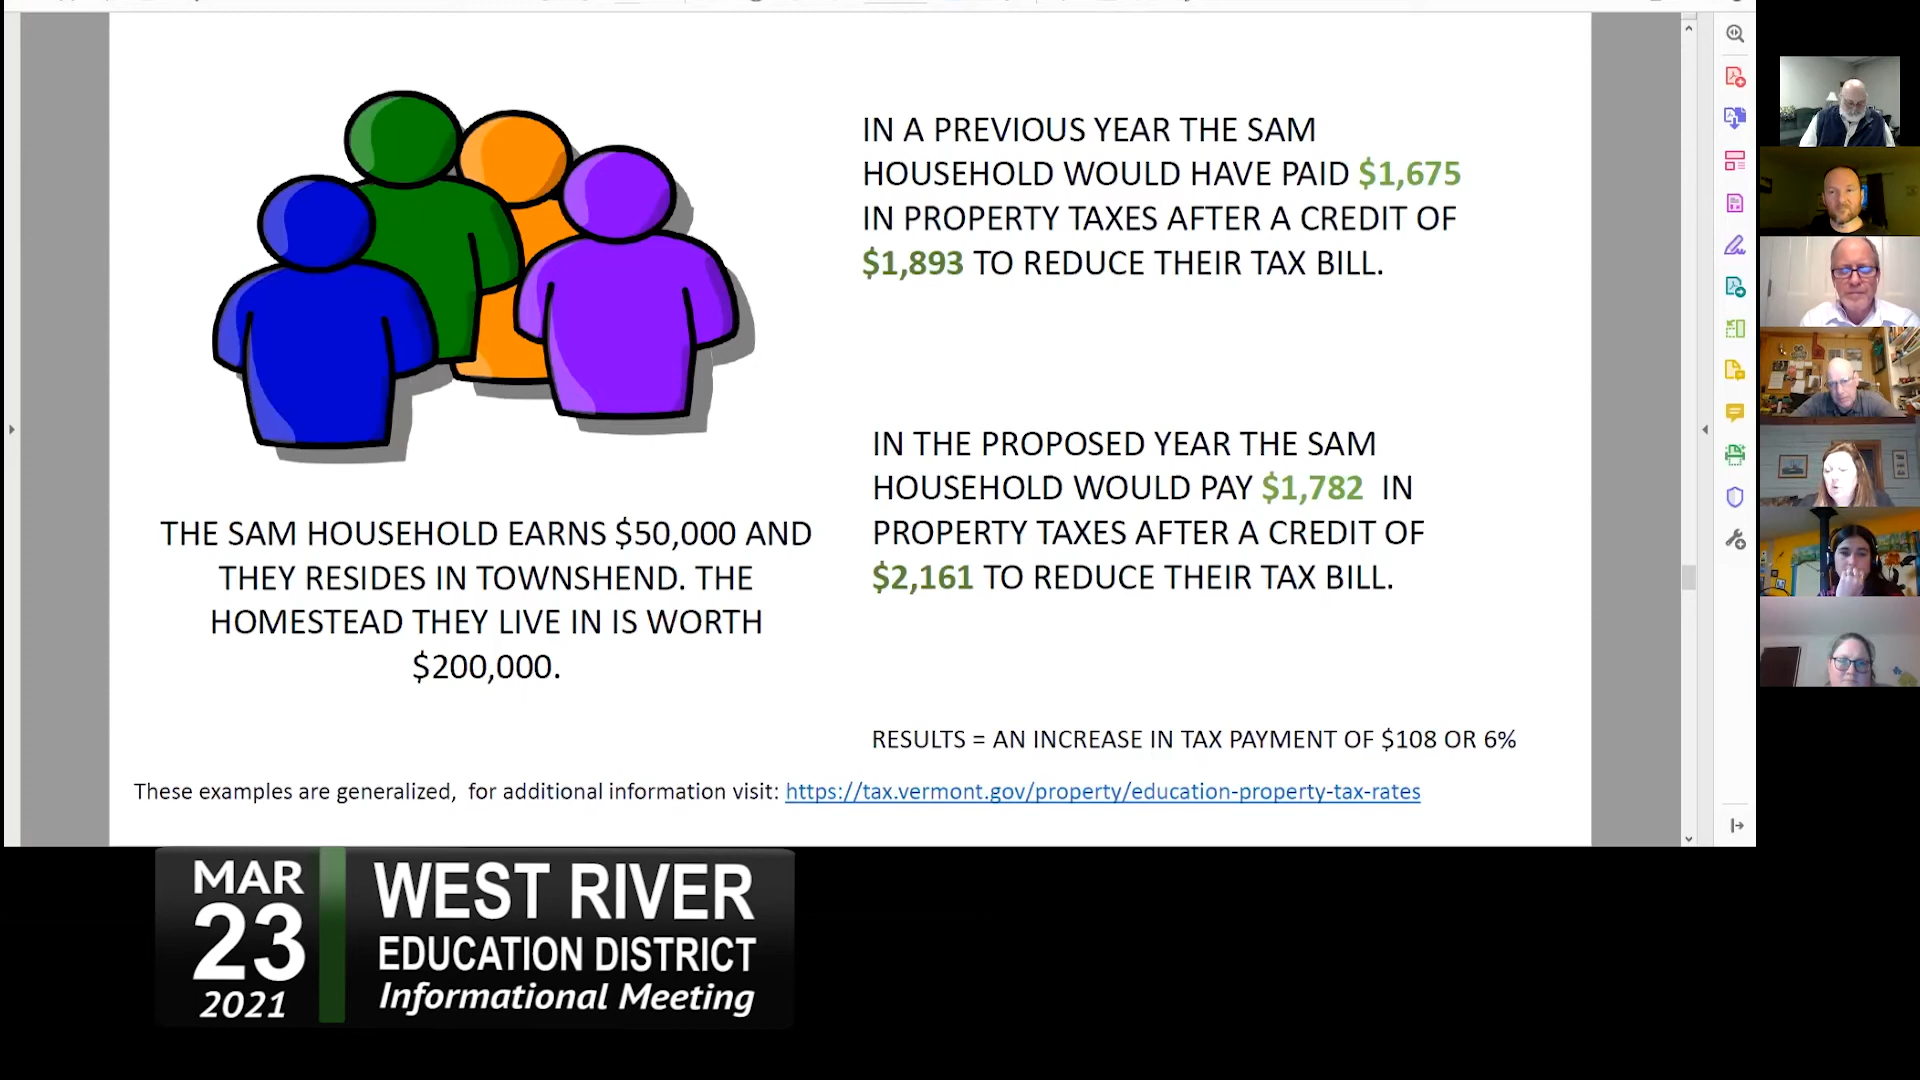 IN A PREVIOUS YEAR THE SAM
HOUSEHOLD WOULD HAVE PAID $1,675
IN PROPERTY TAXES AFTER A CREDIT OF
$1,893 TO REDUCE THEIR TAX BILL.
IN THE PROPOSED YEAR THE SAM
HOUSEHOLD WOULD PAY $1,782 IN
PROPERTY TAXES AFTER A CREDIT OF
$2,161 TO REDUCE THEIR TAX BILL.
THE SAM HOUSEHOLD EARNS $50,000 AND
THEY RESIDES IN TOWNSHEND. THE
HOMESTEAD THEY LIVE IN IS WORTH
$200,000.
RESULTS = AN INCREASE IN TAX PAYMENT OF $108 OR 6%
These examples are generalized, for additional information visit: https://tax.vermont.gov/property/education-property-tax-rates
MAR
23
2021
WEST RIVER
EDUCATION DISTRICT
Informational Meeting